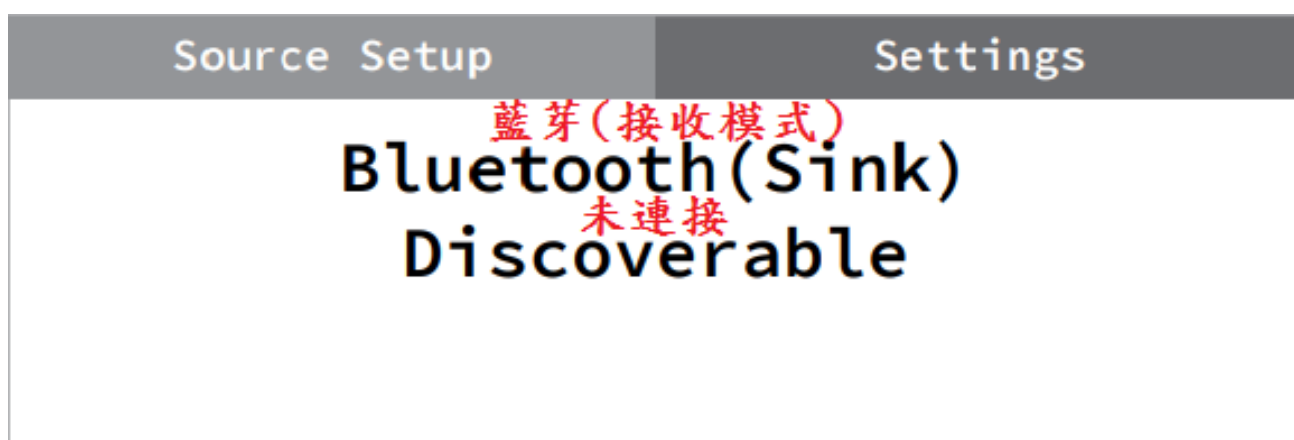 Source Setup Settings
藍芽(接收模式)
Bluetooth(Sink)
未連接
Discoverable